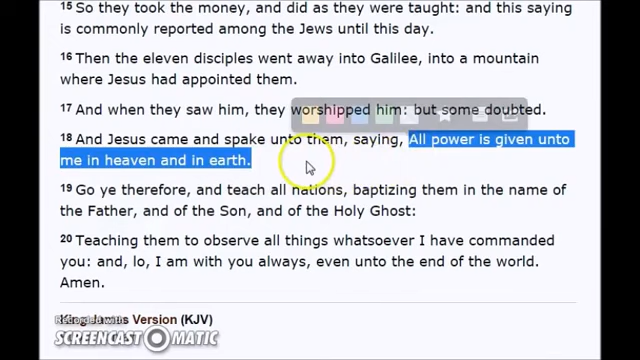 15 So they took the money, and did as they were taught: and this saying
is commonly reported among the Jews until this day.
16 Then the eleven disciples went away into Galilee, into a mountain
where Jesus had appointed them.
17 And when they saw him, they worshipped him: but some doubted.
18 And Jesus came and spake unto them, saying, All power is given unto
me in heaven and in earth.
19 Go ye therefore, and teach all nations, baptizing them in the name of
the Father, and of the Son, and of the Holy Ghost:
20 Teaching them to observe all things whatsoever I have commanded
you: and, lo, I am with you always, even unto the end of the world.
Amen.
King James Version (KJV)
Recorded with
SCREENCAST-O-MATIC